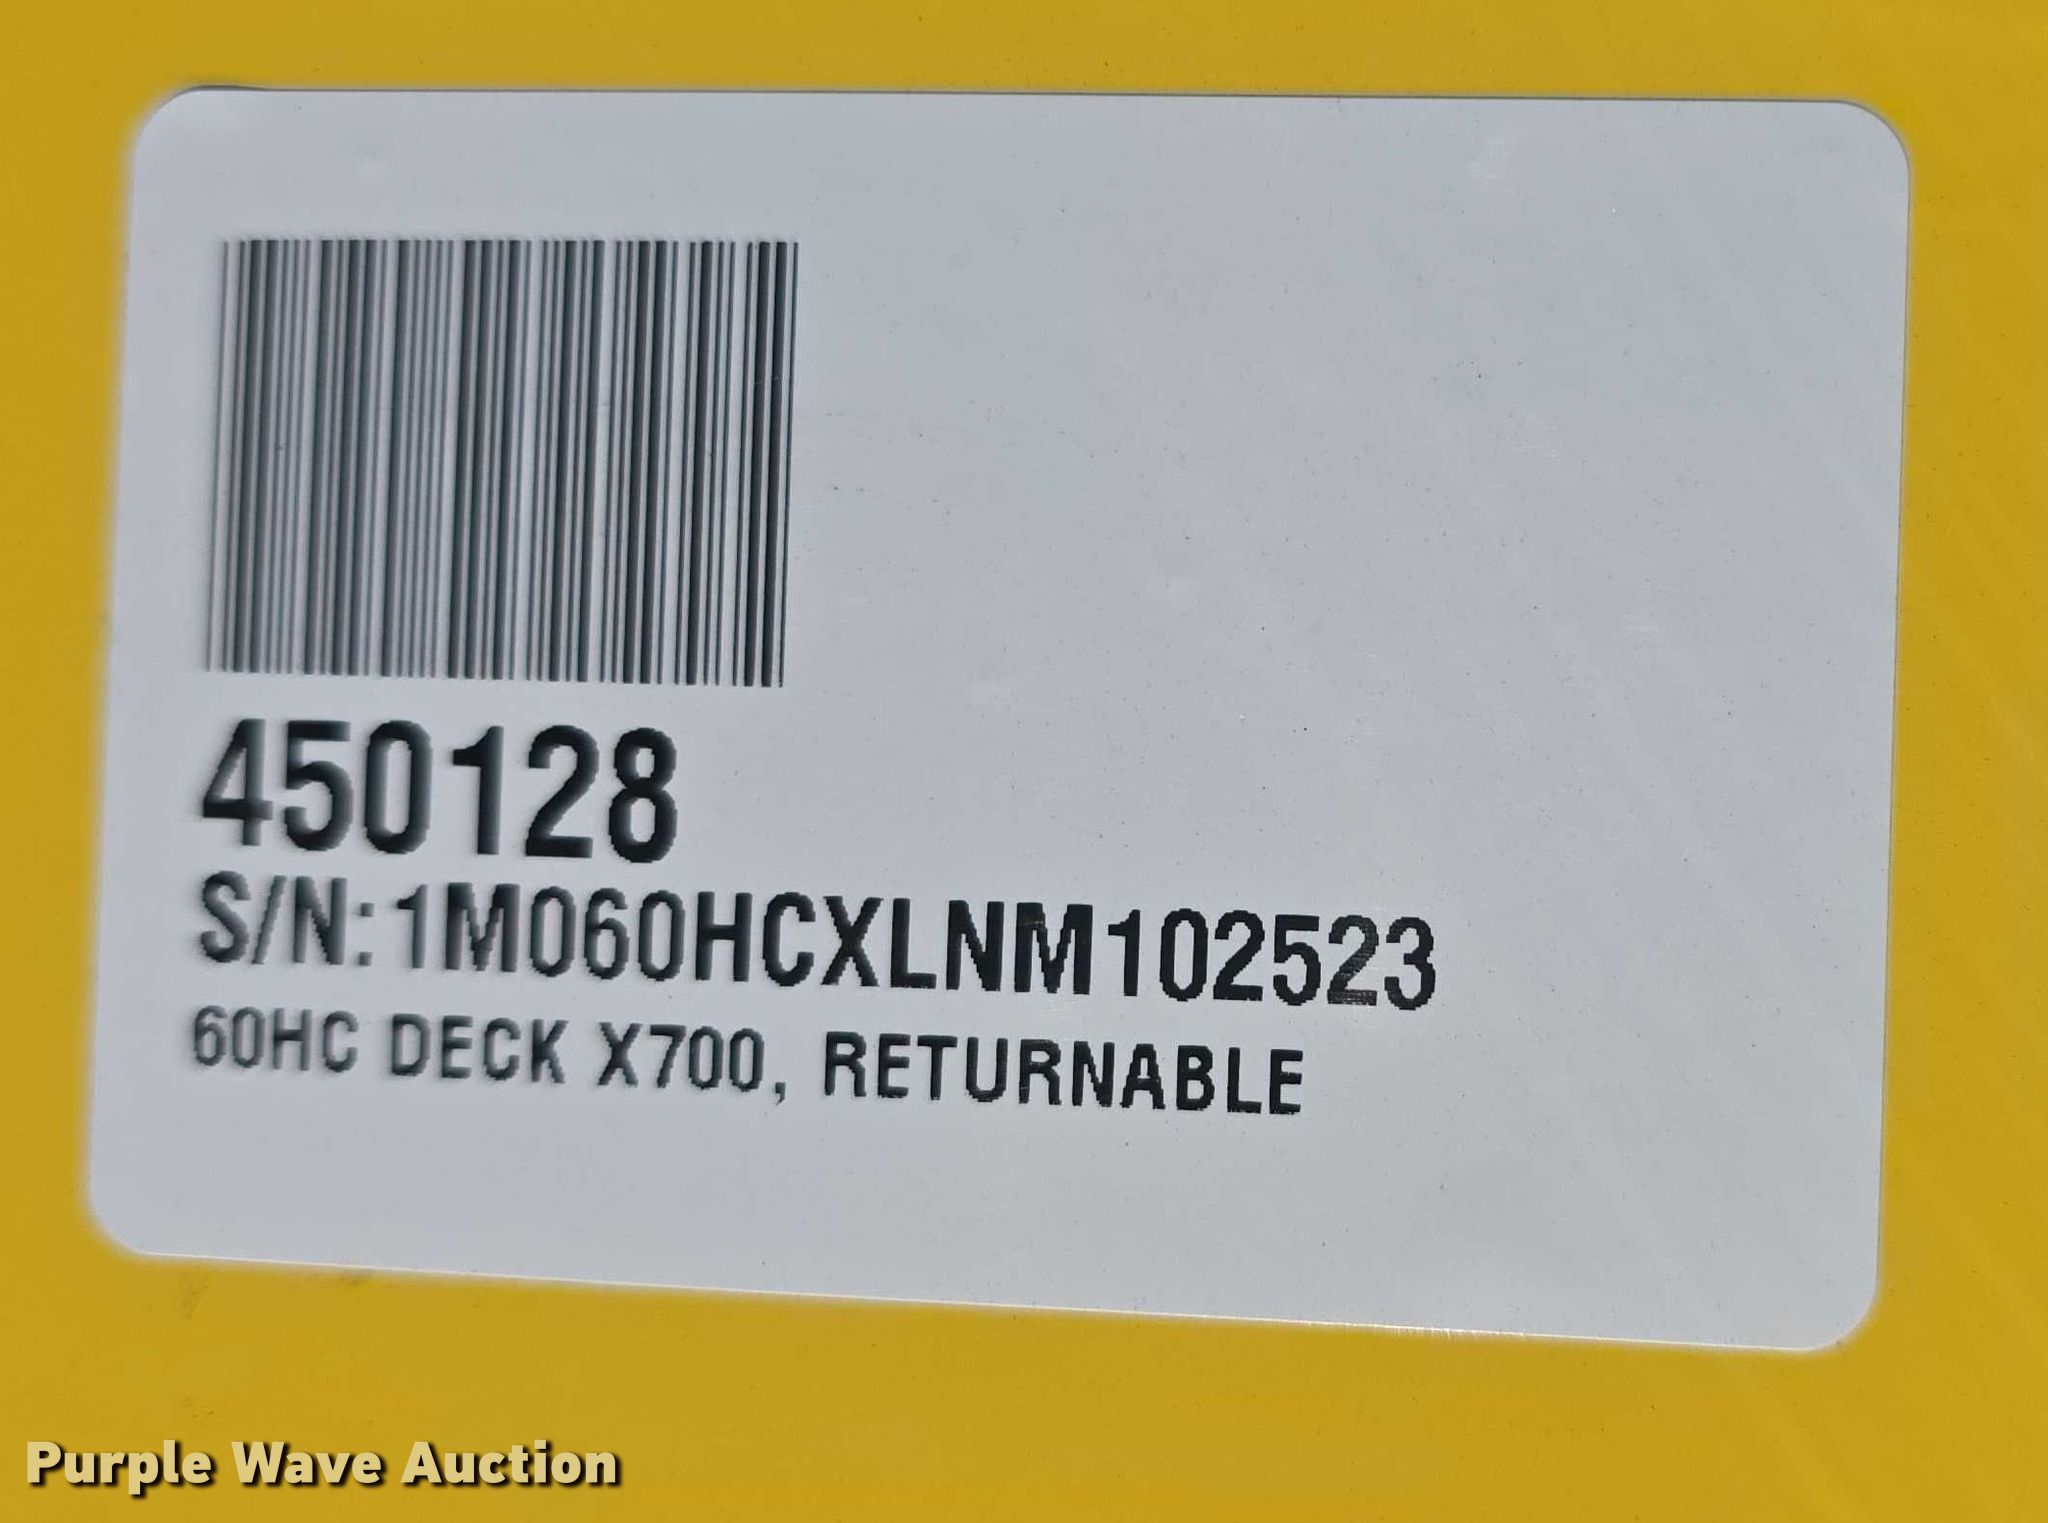 450128
S/N:1M060HCXLNM102523
60HC DECK X700, RETURNABLE
Purple Wave Auction